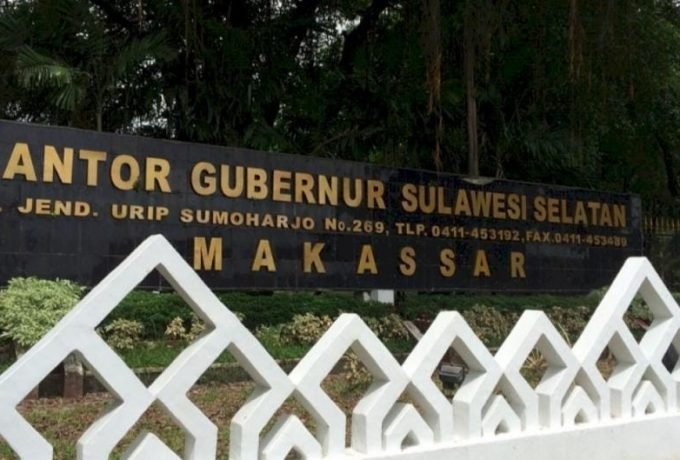 ANTOR GUBERNUR SULAWESI SELATAN
. JEND. URIP SUMOHARJO No.269, TLP. 0411-453192,FAX.0411-453489
MAKASSAR